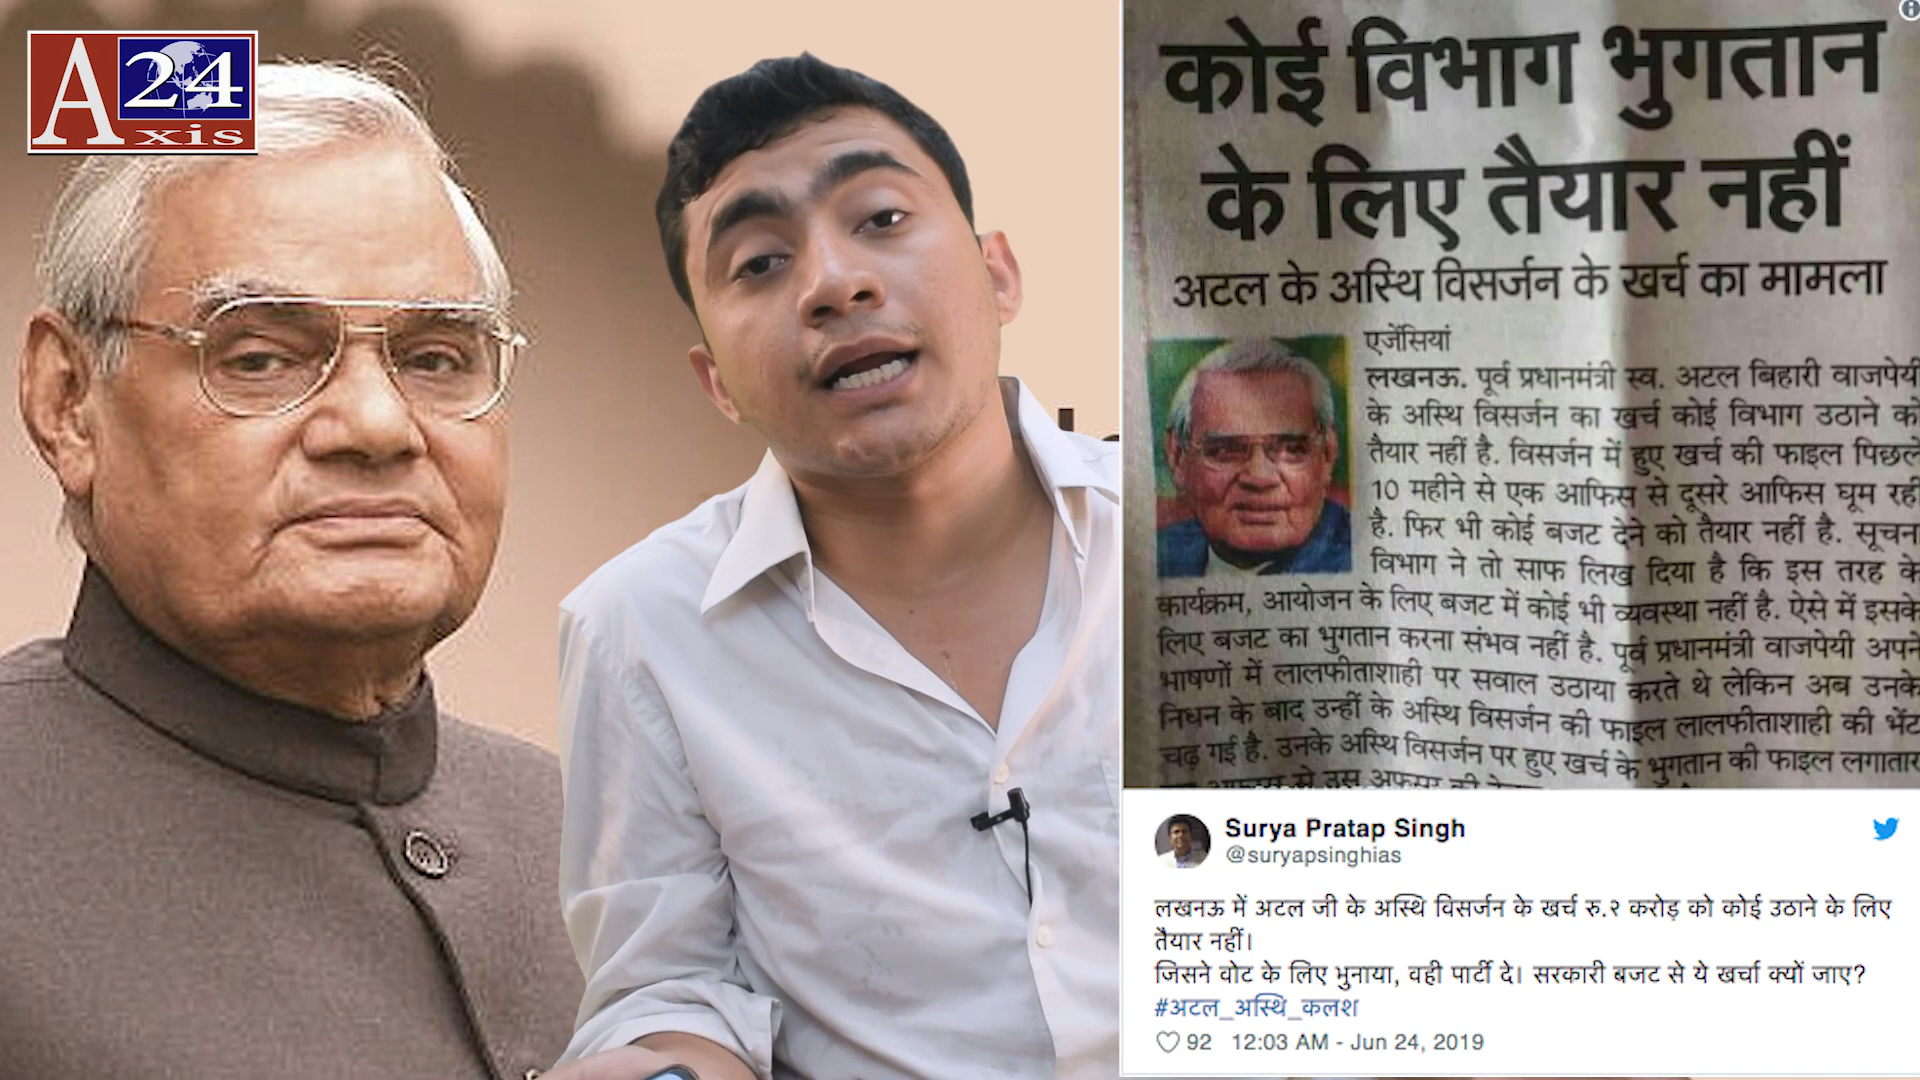 A 24
xis
कोई विभाग भुगतान
के लिए तैयार नहीं
अटल के अस्थि विसर्जन के खर्च का मामला
एजेंसियां
लखनऊ. पूर्व प्रधानमंत्री स्व. अटल बिहारी वाजपेयी
के अस्थि विसर्जन का खर्च कोई विभाग उठाने को
तैयार नहीं है. विसर्जन में हुए खर्च की फाइल पिछले
10 महीने से एक आफिस से दूसरे आफिस घूम रही
है. फिर भी कोई बजट देने को तैयार नहीं है. सूचना
विभाग ने तो साफ लिख दिया है कि इस तरह के
कार्यक्रम, आयोजन के लिए बजट में कोई भी व्यवस्था नहीं है. ऐसे में इसके
लिए बजट का भुगतान करना संभव नहीं है. पूर्व प्रधानमंत्री वाजपेयी अपने
भाषणों में लालफीताशाही पर सवाल उठाया करते थे लेकिन अब उनके
निधन के बाद उन्हीं के अस्थि विसर्जन की फाइल लालफीताशाही की भेंट
चढ़ गई है. उनके अस्थि विसर्जन पर हुए खर्च के भुगतान की फाइल लगातार
Surya Pratap Singh
@suryapsinghias
लखनऊ में अटल जी के अस्थि विसर्जन के खर्च रु.२ करोड़ को कोई उठाने के लिए
तैयार नहीं।
जिसने वोट के लिए भुनाया, वही पार्टी दे। सरकारी बजट से ये खर्चा क्यों जाए?
#अटल_अस्थि_कलश
92 12:03 AM - Jun 24, 2019